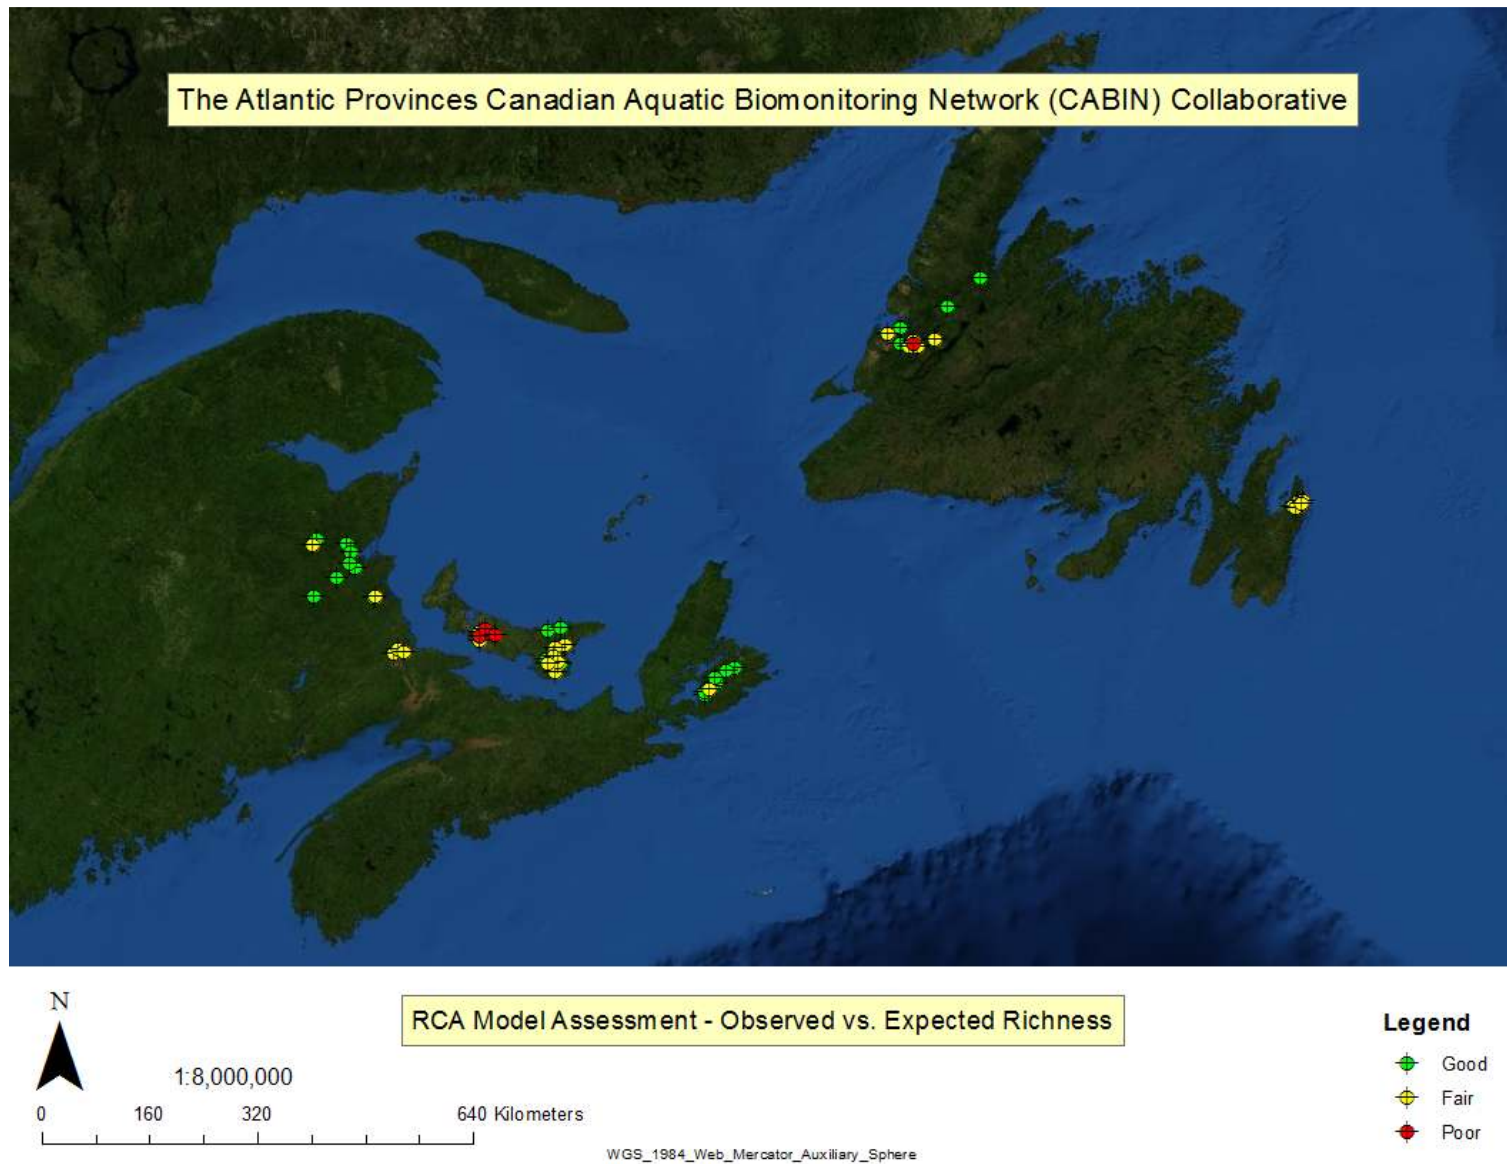 The Atlantic Provinces Canadian Aquatic Biomonitoring Network (CABIN) Collaborative
N
RCA Model Assessment - Observed vs. Expected Richness
Legend
Good
Fair
Poor
1:8,000,000
0 160 320 640 Kilometers
WGS_1984_Web_Mercator_Auxiliary_Sphere